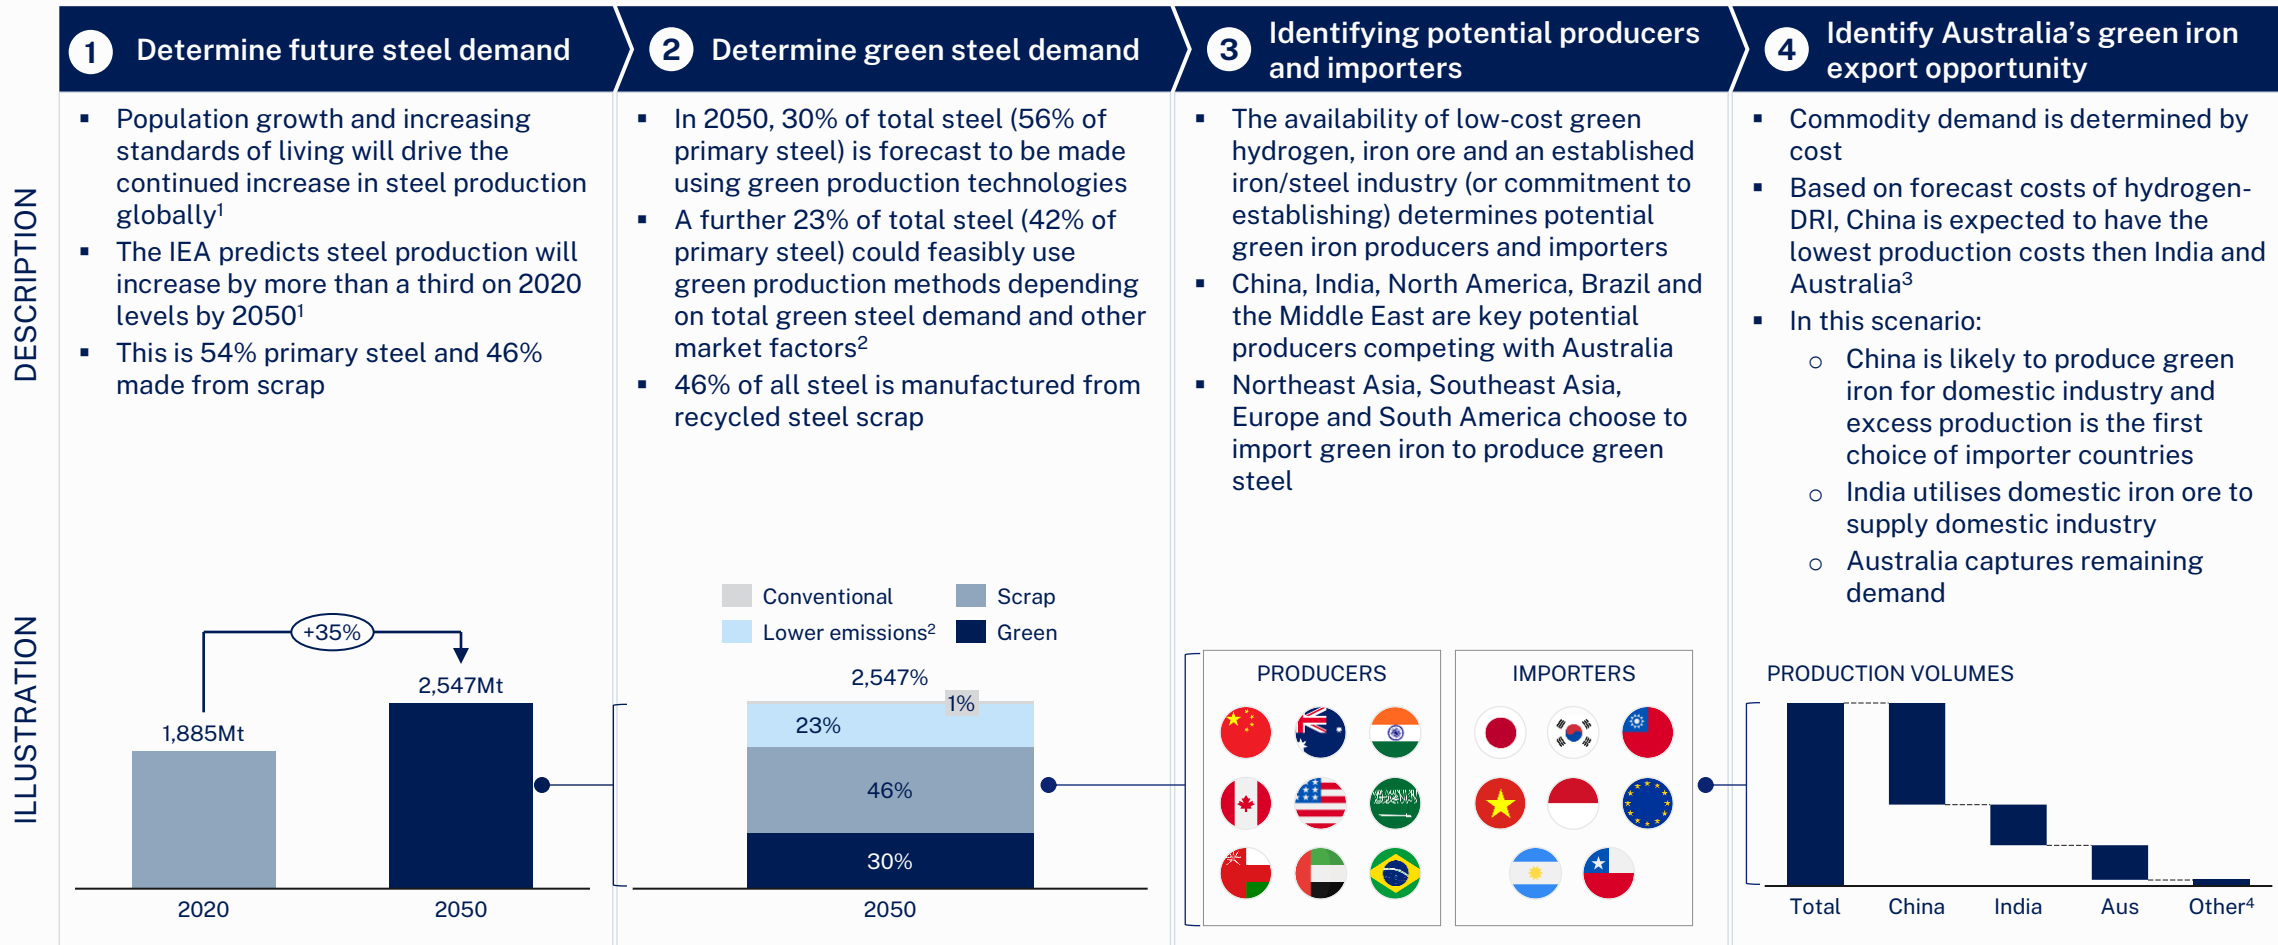 1
Determine future steel demand
2
Determine green steel demand
3
Identifying potential producers
and importers
4
Identify Australia’s green iron
export opportunity
DESCRIPTION
▪ Population growth and increasing
standards of living will drive the
continued increase in steel production
globally¹
▪ The IEA predicts steel production will
increase by more than a third on 2020
levels by 2050¹
▪ This is 54% primary steel and 46%
made from scrap
▪ In 2050, 30% of total steel (56% of
primary steel) is forecast to be made
using green production technologies
▪ A further 23% of total steel (42% of
primary steel) could feasibly use
green production methods depending
on total green steel demand and other
market factors²
▪ 46% of all steel is manufactured from
recycled steel scrap
▪ The availability of low-cost green
hydrogen, iron ore and an established
iron/steel industry (or commitment to
establishing) determines potential
green iron producers and importers
▪ China, India, North America, Brazil and
the Middle East are key potential
producers competing with Australia
▪ Northeast Asia, Southeast Asia,
Europe and South America choose to
import green iron to produce green
steel
▪ Commodity demand is determined by
cost
▪ Based on forecast costs of hydrogen-
DRI, China is expected to have the
lowest production costs then India and
Australia³
▪ In this scenario:
o China is likely to produce green
iron for domestic industry and
excess production is the first
choice of importer countries
o India utilises domestic iron ore to
supply domestic industry
o Australia captures remaining
demand
ILLUSTRATION
+35%
2,547Mt
1,885Mt
2020
2050
Conventional
Scrap
Lower emissions²
Green
2,547%
1%
23%
46%
30%
2050
PRODUCERS
IMPORTERS
PRODUCTION VOLUMES
Total
China
India
Aus
Other⁴